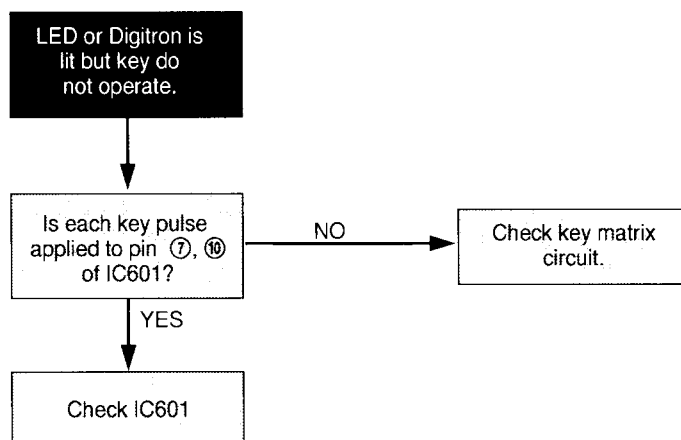 LED or Digitron is
lit but key do
not operate.
Is each key pulse
applied to pin ⑦, ⑩
of IC601?
NO
Check key matrix
circuit.
YES
Check IC601